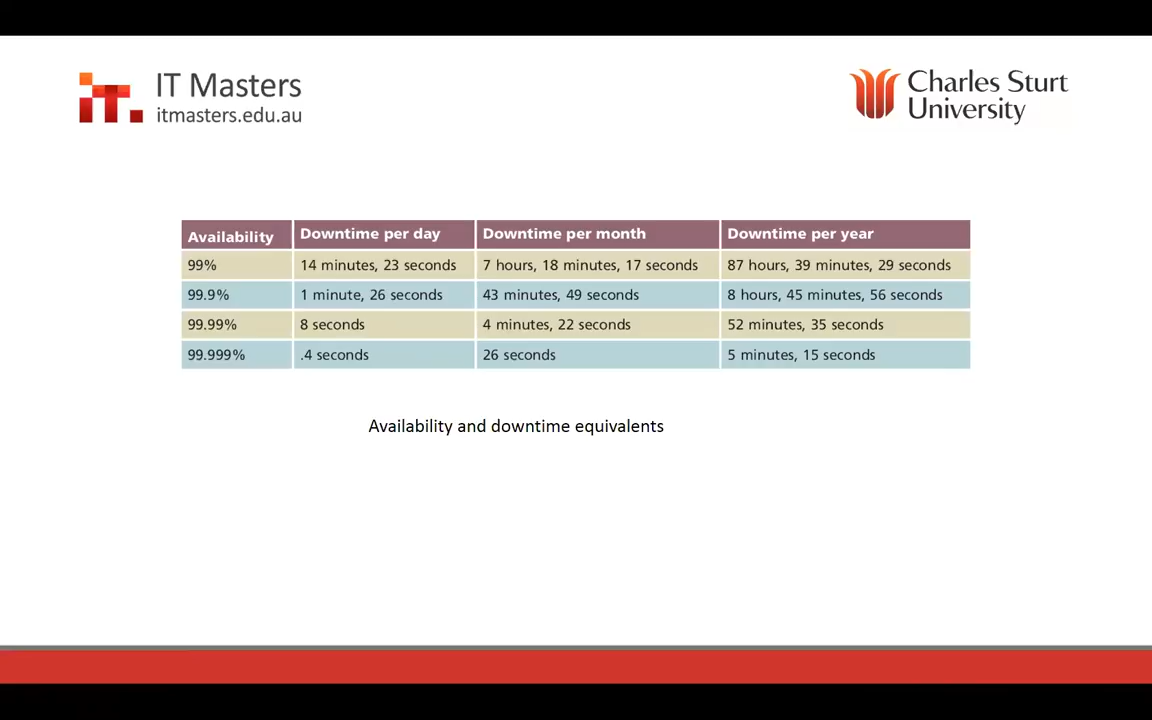 IT Masters
itmasters.edu.au
Charles Sturt
University
Availability Downtime per day Downtime per month Downtime per year
99% 14 minutes, 23 seconds 7 hours, 18 minutes, 17 seconds 87 hours, 39 minutes, 29 seconds
99.9% 1 minute, 26 seconds 43 minutes, 49 seconds 8 hours, 45 minutes, 56 seconds
99.99% 8 seconds 4 minutes, 22 seconds 52 minutes, 35 seconds
99.999% .4 seconds 26 seconds 5 minutes, 15 seconds
Availability and downtime equivalents